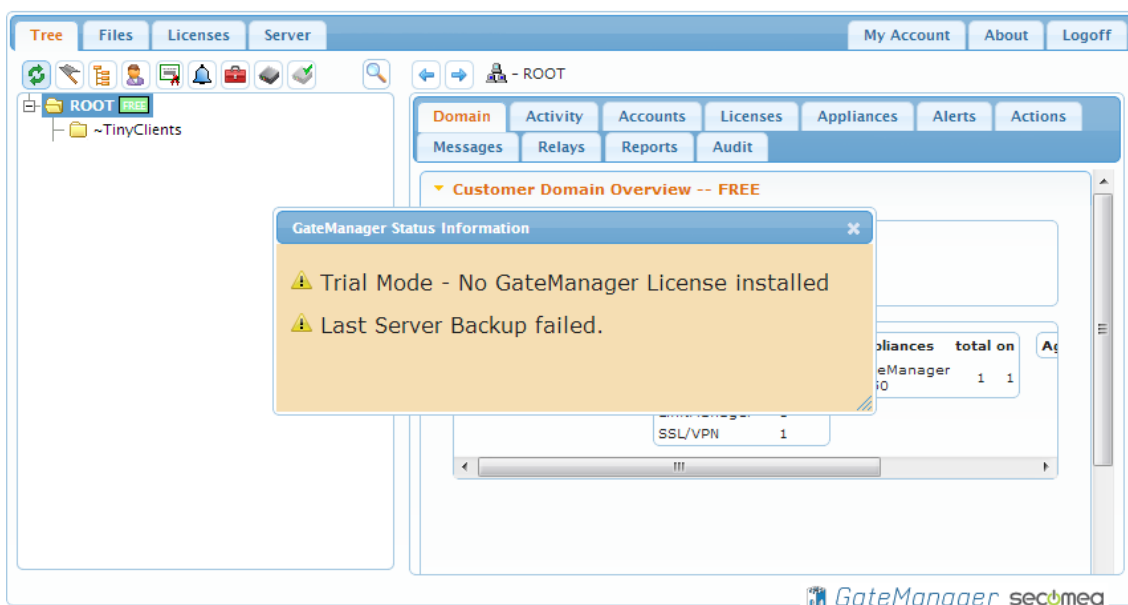 Tree Files Licenses Server My Account About Logoff
- ROOT
ROOT FREE
~TinyClients
Domain Activity Accounts Licenses Appliances Alerts Actions
Messages Relays Reports Audit
Customer Domain Overview -- FREE
GateManager Status Information
Trial Mode - No GateManager License installed
Last Server Backup failed.
total on
1 1
SSL/VPN 1
GateManager secomea